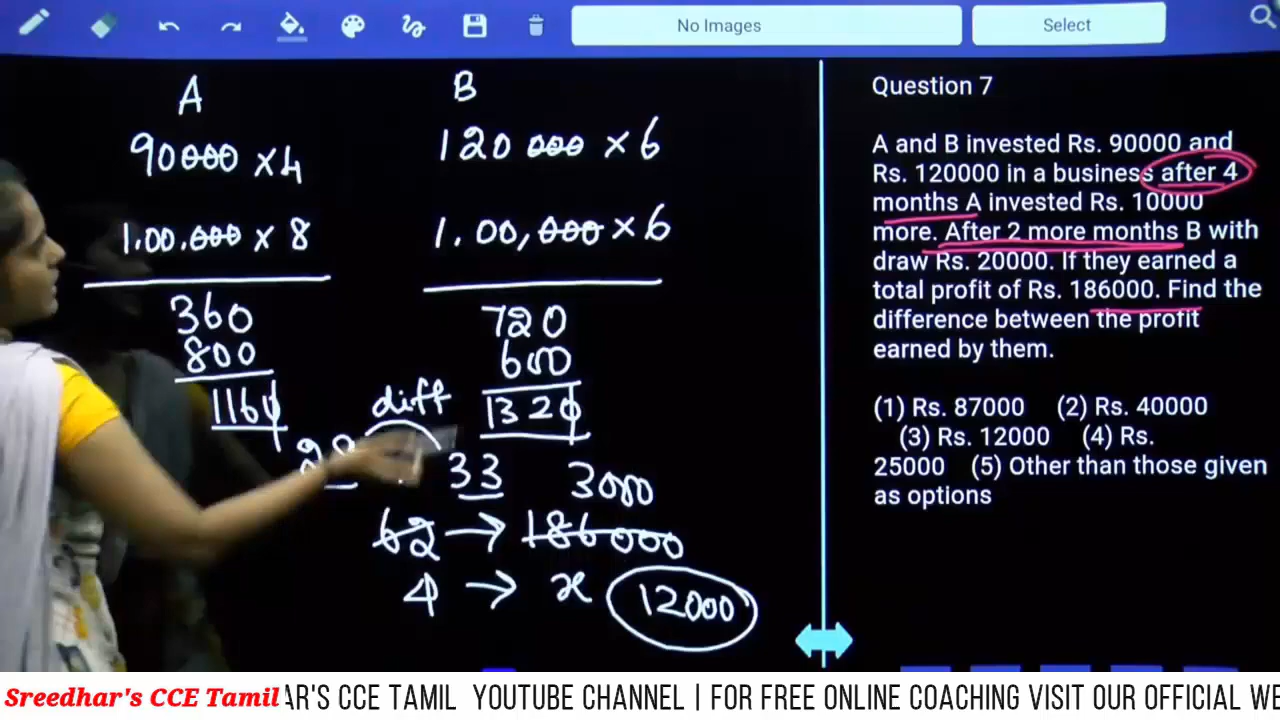 No Images
Select
A
B
90000 × 4
120 000 × 6
1.00.000 × 8
1.00,000 × 6
360
800
1160
720
600
1320
diff
33
3000
62 → 186000
4 → x 12000
Question 7
A and B invested Rs. 90000 and
Rs. 120000 in a business after 4
months A invested Rs. 10000
more. After 2 more months B with
draw Rs. 20000. If they earned a
total profit of Rs. 186000. Find the
difference between the profit
earned by them.
(1) Rs. 87000 (2) Rs. 40000
(3) Rs. 12000 (4) Rs.
25000 (5) Other than those given
as options
Sreedhar's CCE Tamil AR'S CCE TAMIL YOUTUBE CHANNEL | FOR FREE ONLINE COACHING VISIT OUR OFFICIAL WE